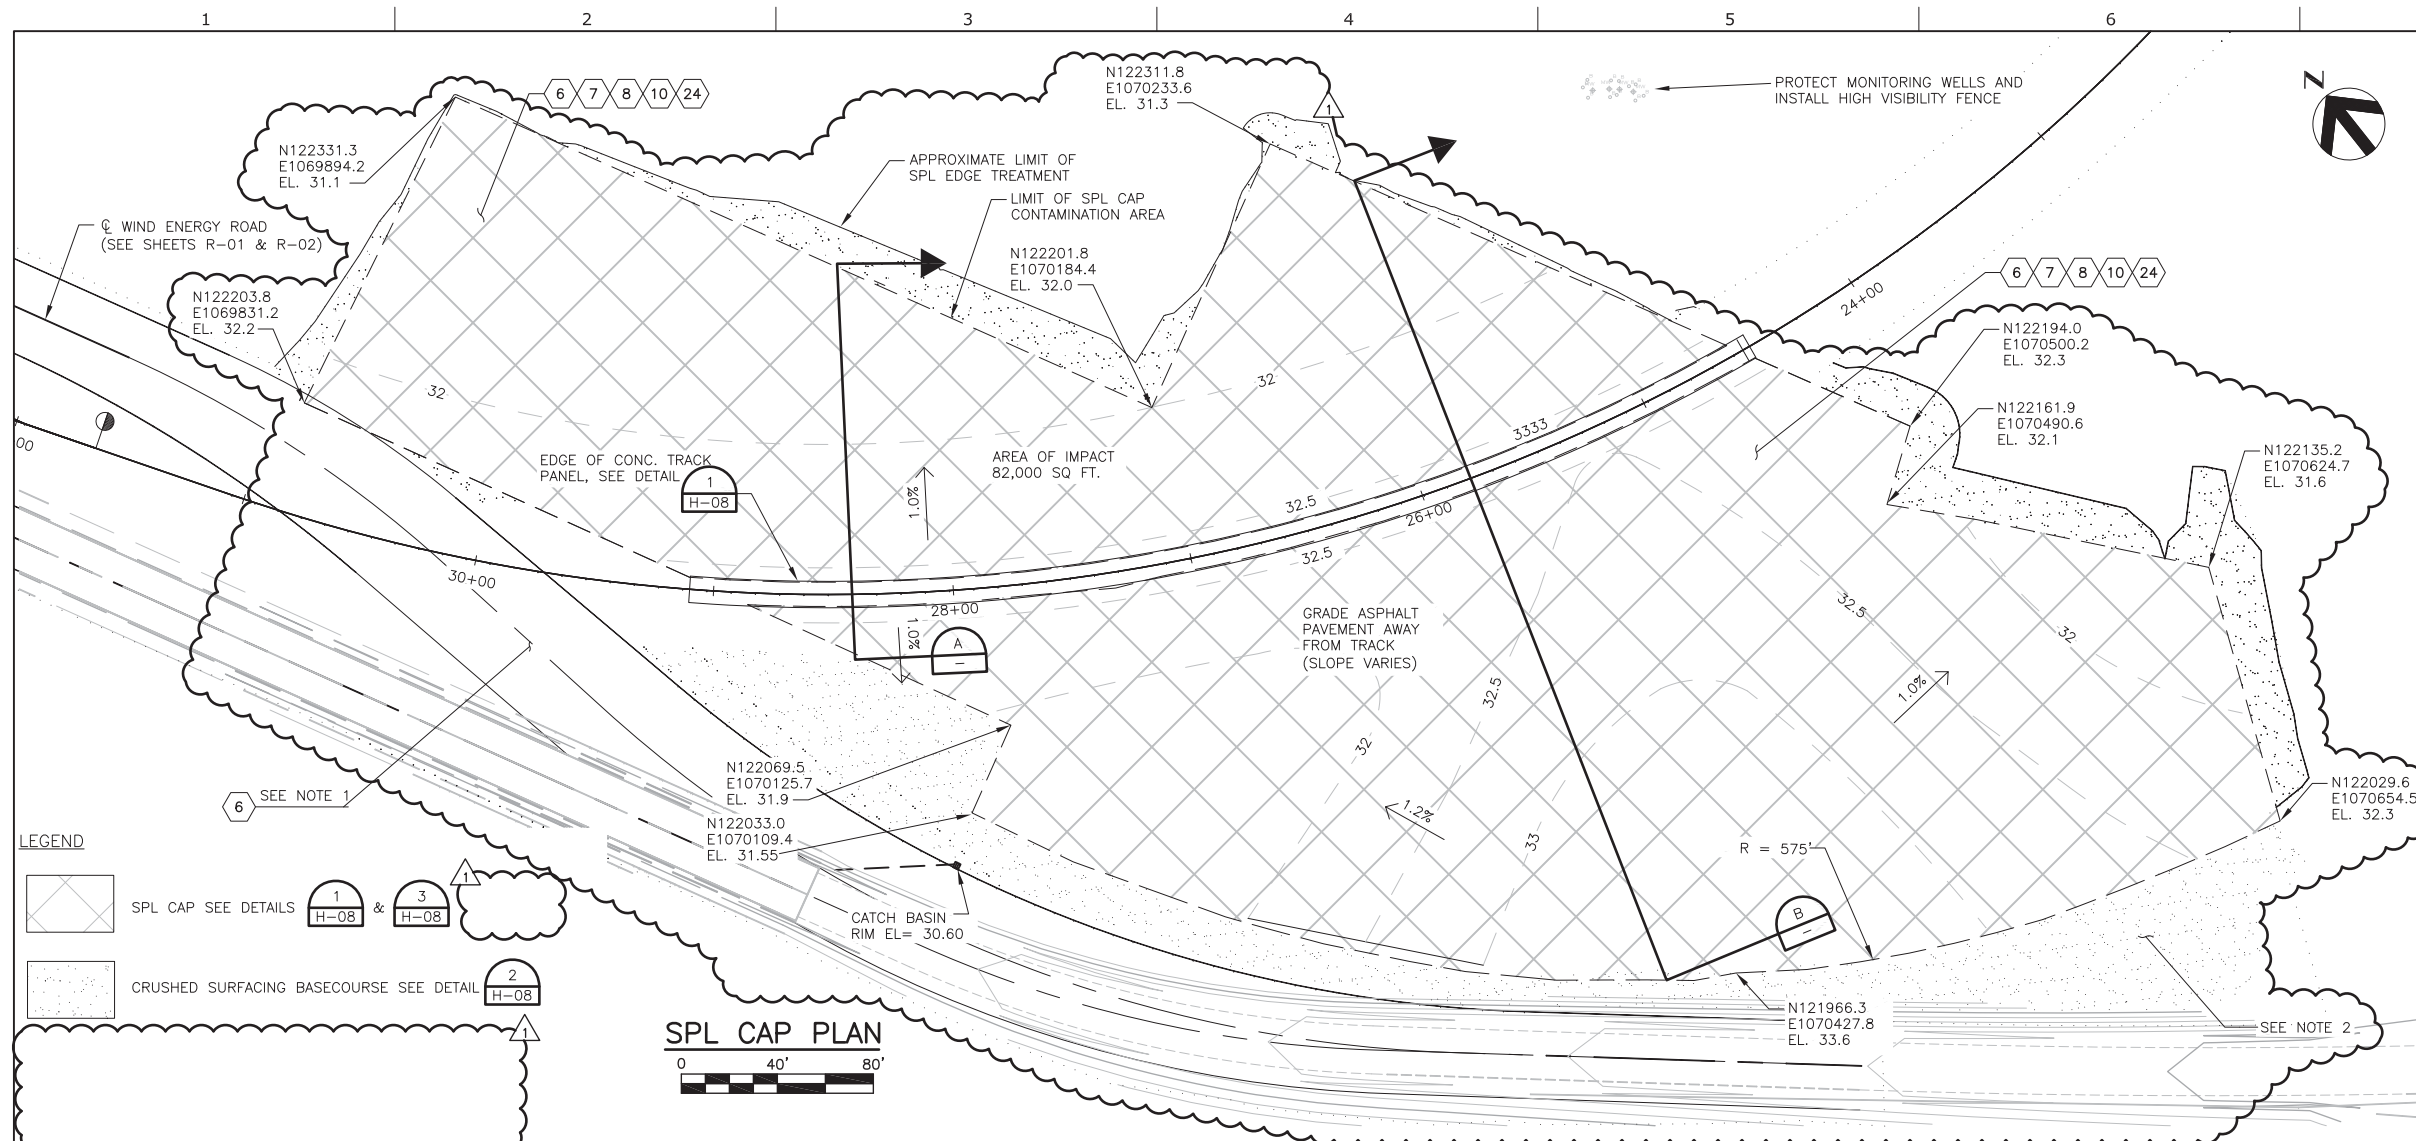 1 2 3 4 5 6
N122311.8
E1070233.6
EL. 31.3
PROTECT MONITORING WELLS AND
INSTALL HIGH VISIBILITY FENCE
N
6 7 8 10 24
1
N122331.3
E1069894.2
EL. 31.1
APPROXIMATE LIMIT OF
SPL EDGE TREATMENT
LIMIT OF SPL CAP
CONTAMINATION AREA
℄ WIND ENERGY ROAD
(SEE SHEETS R-01 & R-02)
N122201.8
E1070184.4
EL. 32.0
6 7 8 10 24
N122203.8
E1069831.2
EL. 32.2
24+00
N122194.0
E1070500.2
EL. 32.3
32
32
N122161.9
E1070490.6
EL. 32.1
3333
00
EDGE OF CONC. TRACK
PANEL, SEE DETAIL
1
H-08
AREA OF IMPACT
82,000 SQ FT.
N122135.2
E1070624.7
EL. 31.6
1.0%
32.5
26+00
32.5
30+00
28+00
1.0%
A
-
GRADE ASPHALT
PAVEMENT AWAY
FROM TRACK
(SLOPE VARIES)
32.5
32
32.5
1.0%
32
N122069.5
E1070125.7
EL. 31.9
6
SEE NOTE 1
N122029.6
E1070654.5
EL. 32.3
1.2%
33
N122033.0
E1070109.4
EL. 31.55
R = 575'
LEGEND
SPL CAP SEE DETAILS
1
H-08
&
3
H-08
1
CATCH BASIN
RIM EL= 30.60
B
-
CRUSHED SURFACING BASECOURSE SEE DETAIL
2
H-08
N121966.3
E1070427.8
EL. 33.6
SEE NOTE 2
1
SPL CAP PLAN
0 40' 80'